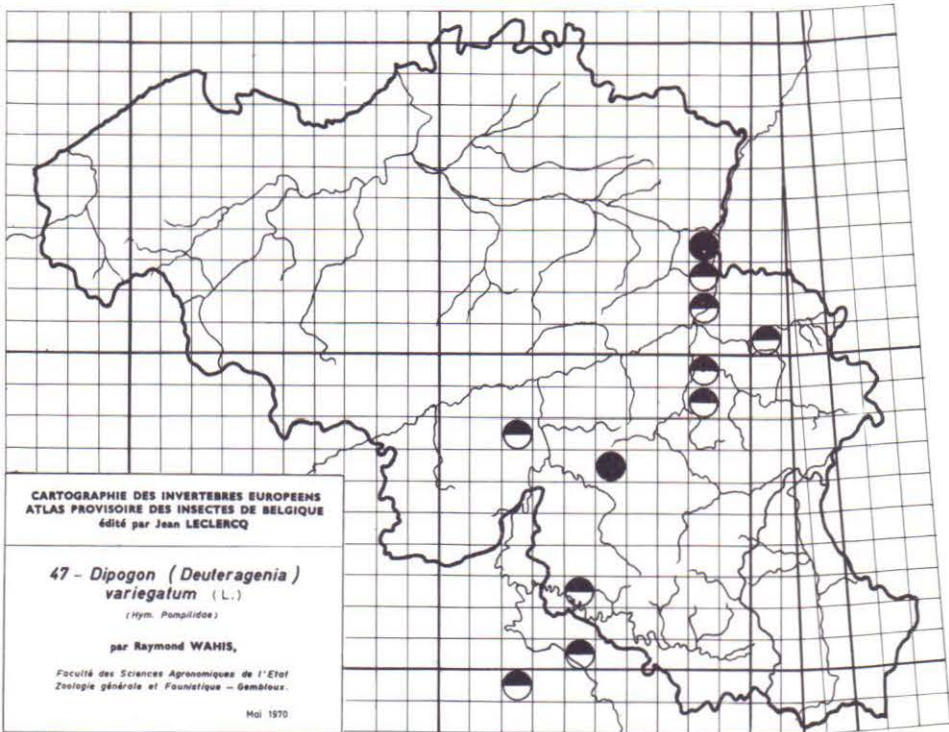 CARTOGRAPHIE DES INVERTEBRES EUROPEENS
ATLAS PROVISOIRE DES INSECTES DE BELGIQUE
édité par Jean LECLERCQ
47 - Dipogon (Deuteragenia)
variegatum (L.)
(Hym. Pompilidae)
par Raymond WAHIS,
Faculté des Sciences Agronomiques de l'Etat
Zoologie générale et Faunistique - Gembloux.
Mai 1970